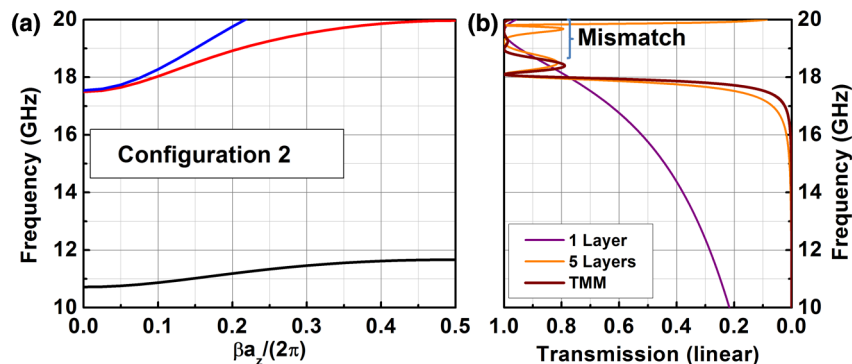 (a)
20
18
16
14
12
10
Frequency (GHz)
Configuration 2
0.0 0.1 0.2 0.3 0.4 0.5
βa_z/(2π)
(b)
Mismatch
1 Layer
5 Layers
TMM
1.0 0.8 0.6 0.4 0.2 0.0
Transmission (linear)
20
18
16
14
12
10
Frequency (GHz)